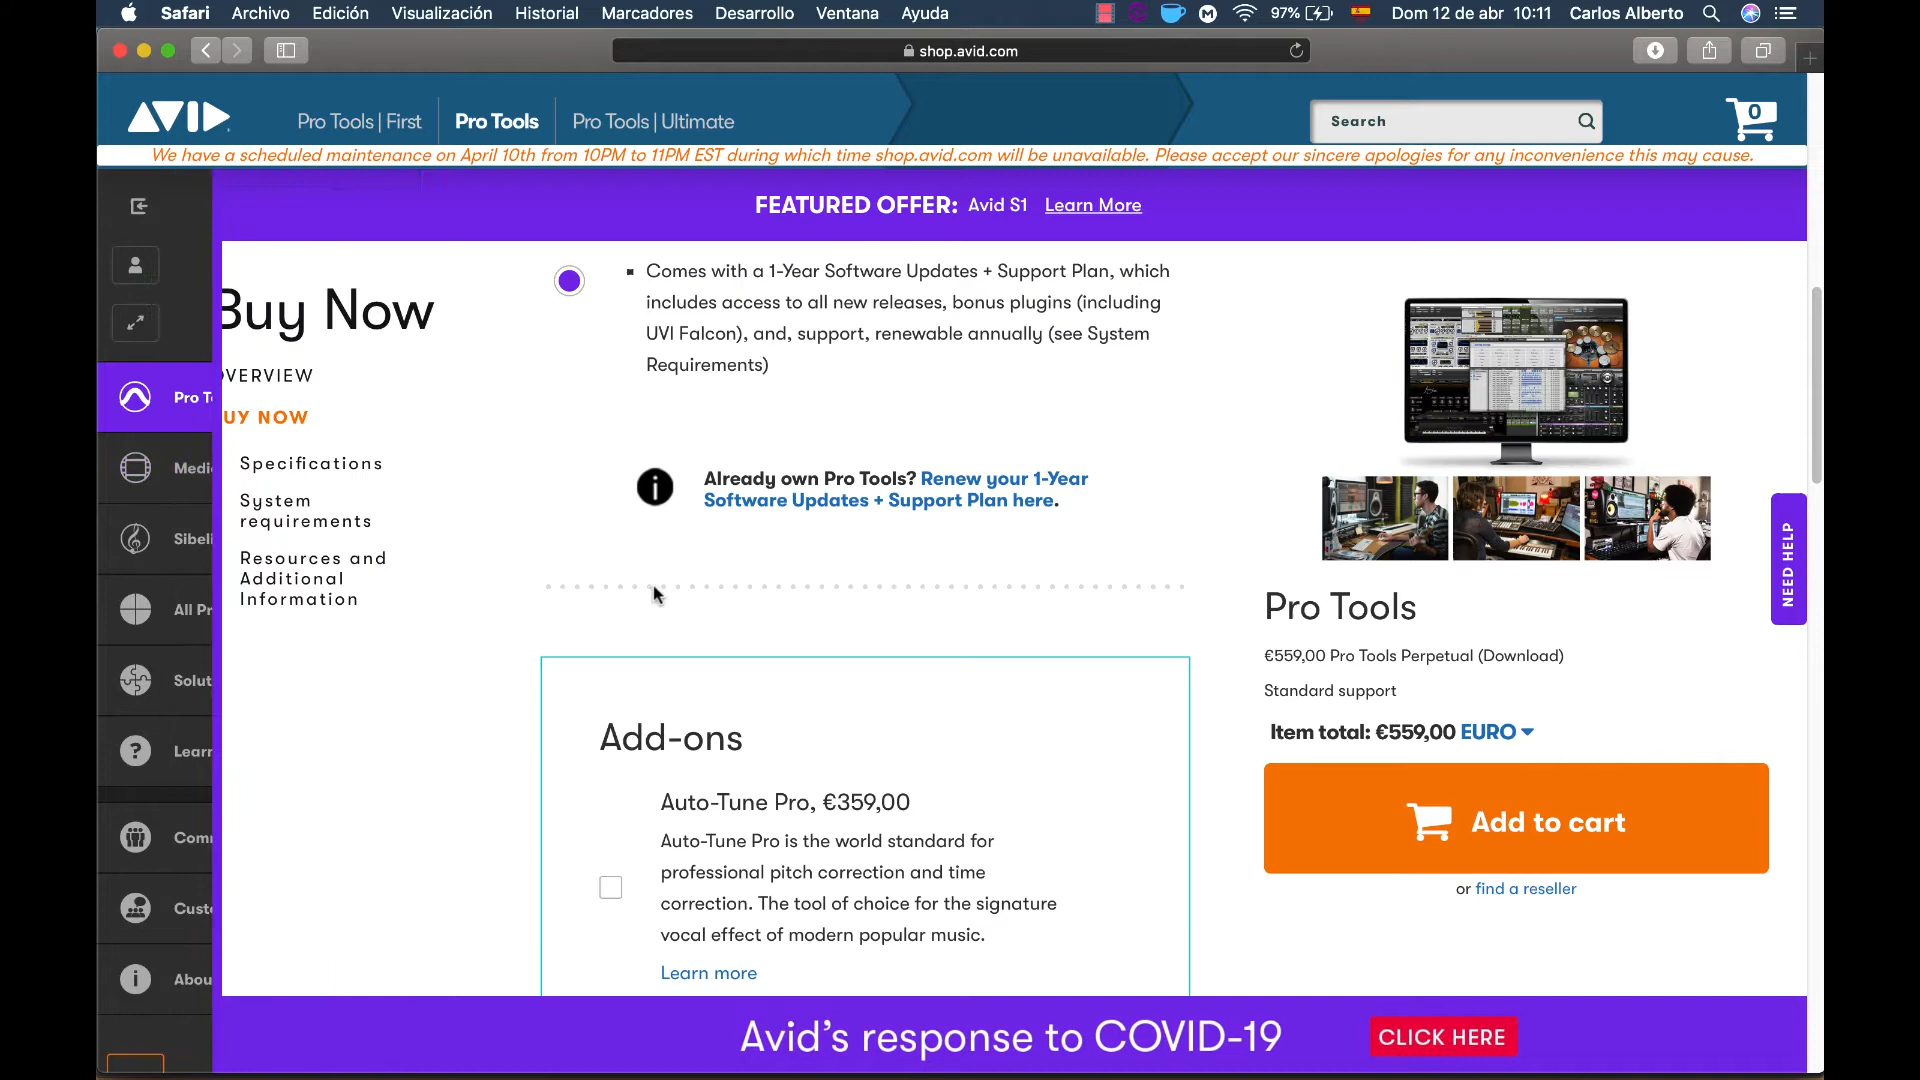 Safari Archivo Edición Visualización Historial Marcadores Desarrollo Ventana Ayuda 97% Dom 12 de abr 10:11 Carlos Alberto
shop.avid.com
AVID Pro Tools | First Pro Tools Pro Tools | Ultimate Search 0
We have a scheduled maintenance on April 10th from 10PM to 11PM EST during which time shop.avid.com will be unavailable. Please accept our sincere apologies for any inconvenience this may cause.
FEATURED OFFER: Avid S1 Learn More
Pro T
Medi
Sibel
All Pr
Solut
Learn
Com
Cust
Abou
Buy Now
VERVIEW
UY NOW
Specifications
System
requirements
Resources and
Additional
Information
Comes with a 1-Year Software Updates + Support Plan, which
includes access to all new releases, bonus plugins (including
UVI Falcon), and, support, renewable annually (see System
Requirements)
Already own Pro Tools? Renew your 1-Year
Software Updates + Support Plan here.
Add-ons
Auto-Tune Pro, €359,00
Auto-Tune Pro is the world standard for
professional pitch correction and time
correction. The tool of choice for the signature
vocal effect of modern popular music.
Learn more
Pro Tools
€559,00 Pro Tools Perpetual (Download)
Standard support
Item total: €559,00 EURO
Add to cart
or find a reseller
NEED HELP
Avid's response to COVID-19 CLICK HERE